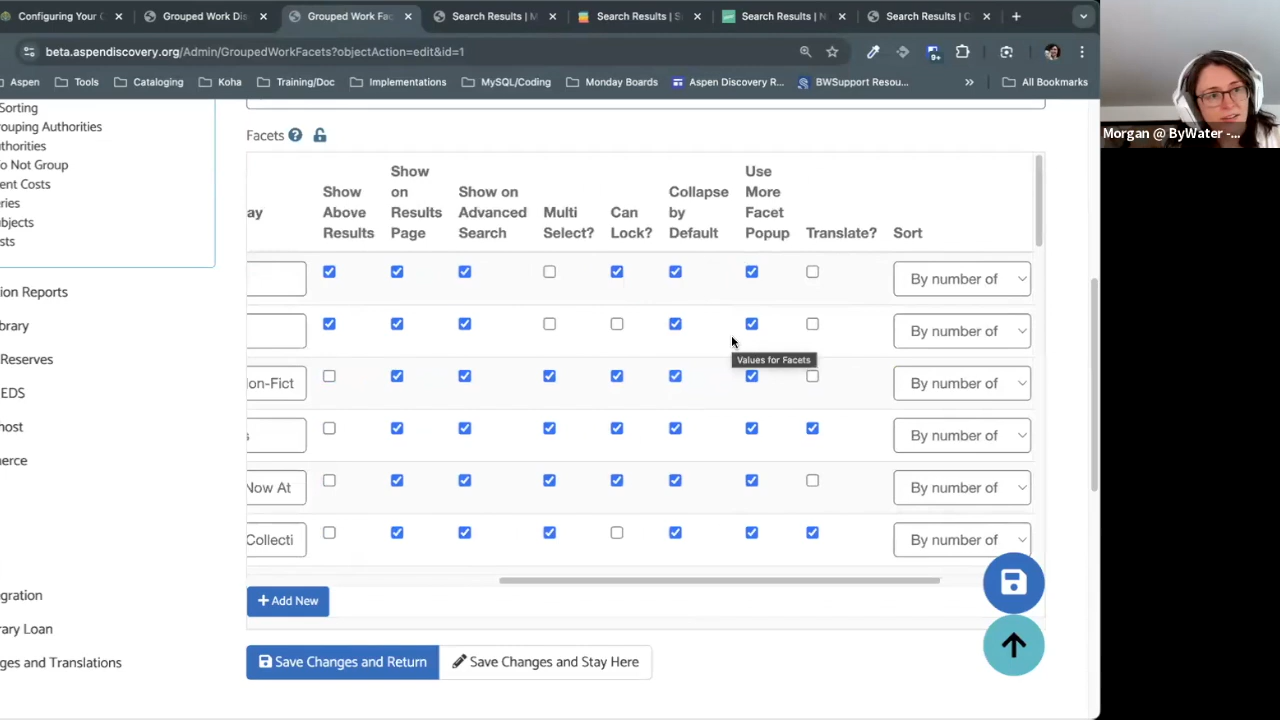 Configuring Your
Grouped Work Dis
Grouped Work Fac
Search Results | M
Search Results | S
Search Results | N
Search Results | C
beta.aspendiscovery.org/Admin/GroupedWorkFacets?objectAction=edit&id=1
9+
Aspen
Tools
Cataloging
Koha
Training/Doc
Implementations
MySQL/Coding
Monday Boards
Aspen Discovery R...
BWSupport Resou...
»
All Bookmarks
Morgan @ ByWater -...
Sorting
ouping Authorities
uthorities
o Not Group
ent Costs
ries
bjects
sts
ion Reports
brary
Reserves
EDS
host
erce
gration
rary Loan
ges and Translations
Facets
ay
Show Above Results
Show on Results Page
Show on Advanced Search
Multi Select?
Can Lock?
Collapse by Default
Use More Facet Popup
Translate?
Sort
By number of
By number of
Values for Facets
on-Fict
By number of
s
By number of
Now At
By number of
Collecti
By number of
+ Add New
Save Changes and Return
Save Changes and Stay Here